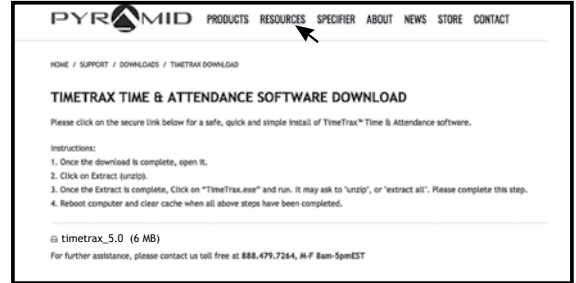 PYRAMID PRODUCTS RESOURCES SPECIFIER ABOUT NEWS STORE CONTACT
HOME / SUPPORT / DOWNLOADS / TIMETRAX DOWNLOAD
TIMETRAX TIME & ATTENDANCE SOFTWARE DOWNLOAD
Please click on the secure link below for a safe, quick and simple install of TimeTrax™ Time & Attendance software.
Instructions:
1. Once the download is complete, open it.
2. Click on Extract (unzip).
3. Once the Extract is complete, Click on "TimeTrax.exe" and run. It may ask to "unzip", or "extract all". Please complete this step.
4. Reboot computer and clear cache when all above steps have been completed.
timetrax_5.0 (6 MB)
For further assistance, please contact us toll free at 888.479.7264, M-F 8am-5pmEST